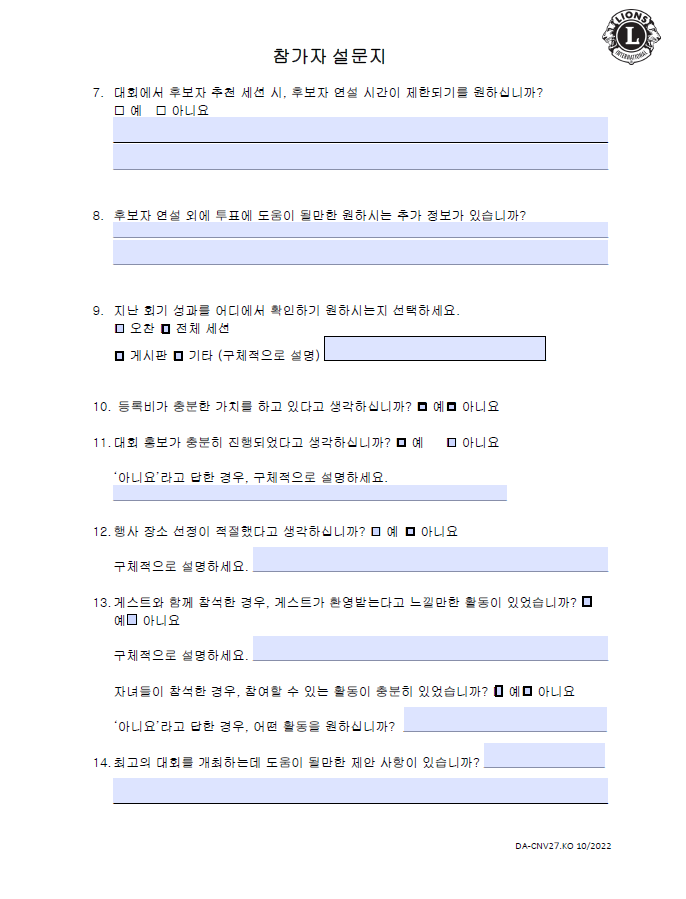 LIONS
L
INTERNATIONAL
참가자 설문지
7. 대회에서 후보자 추천 세션 시, 후보자 연설 시간이 제한되기를 원하십니까?
☐ 예 ☐ 아니요
8. 후보자 연설 외에 투표에 도움이 될만한 원하시는 추가 정보가 있습니까?
9. 지난 회기 성과를 어디에서 확인하기 원하시는지 선택하세요.
☐ 오찬 ☐ 전체 세션
☐ 게시판 ☐ 기타 (구체적으로 설명)
10. 등록비가 충분한 가치를 하고 있다고 생각하십니까? ☐ 예☐ 아니요
11. 대회 홍보가 충분히 진행되었다고 생각하십니까? ☐ 예 ☐ 아니요
‘아니요’라고 답한 경우, 구체적으로 설명하세요.
12. 행사 장소 선정이 적절했다고 생각하십니까? ☐ 예 ☐ 아니요
구체적으로 설명하세요.
13. 게스트와 함께 참석한 경우, 게스트가 환영받는다고 느낄만한 활동이 있었습니까? ☐
예☐ 아니요
구체적으로 설명하세요.
자녀들이 참석한 경우, 참여할 수 있는 활동이 충분히 있었습니까? ☐ 예☐ 아니요
‘아니요’라고 답한 경우, 어떤 활동을 원하십니까?
14. 최고의 대회를 개최하는데 도움이 될만한 제안 사항이 있습니까?
DA-CNV27.KO 10/2022